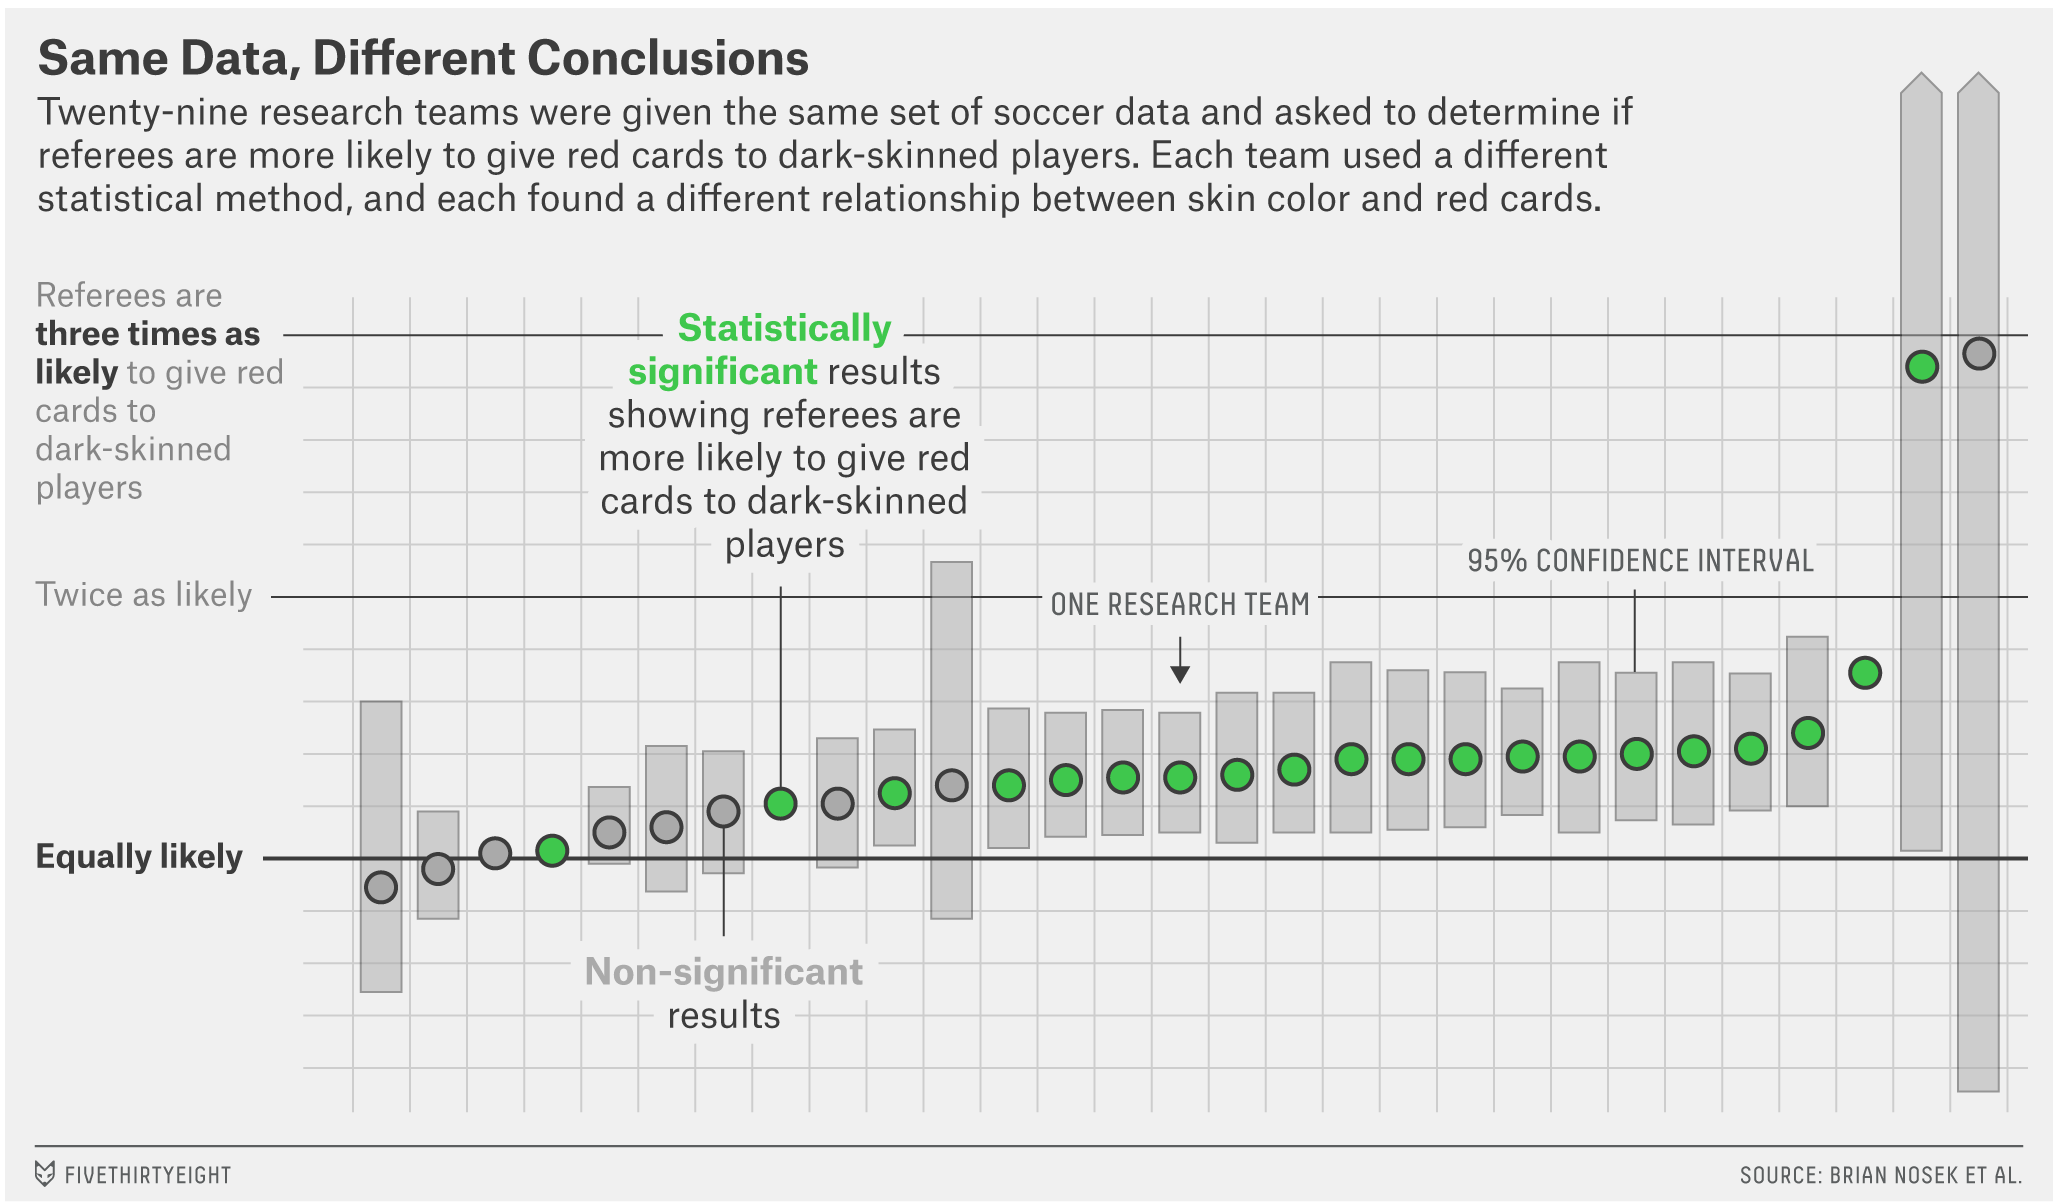 Same Data, Different Conclusions
Twenty-nine research teams were given the same set of soccer data and asked to determine if
referees are more likely to give red cards to dark-skinned players. Each team used a different
statistical method, and each found a different relationship between skin color and red cards.
Referees are
three times as
likely to give red
cards to
dark-skinned
players
Statistically
significant results
showing referees are
more likely to give red
cards to dark-skinned
players
95% CONFIDENCE INTERVAL
Twice as likely
ONE RESEARCH TEAM
Equally likely
Non-significant
results
FIVETHIRTYEIGHT
SOURCE: BRIAN NOSEK ET AL.